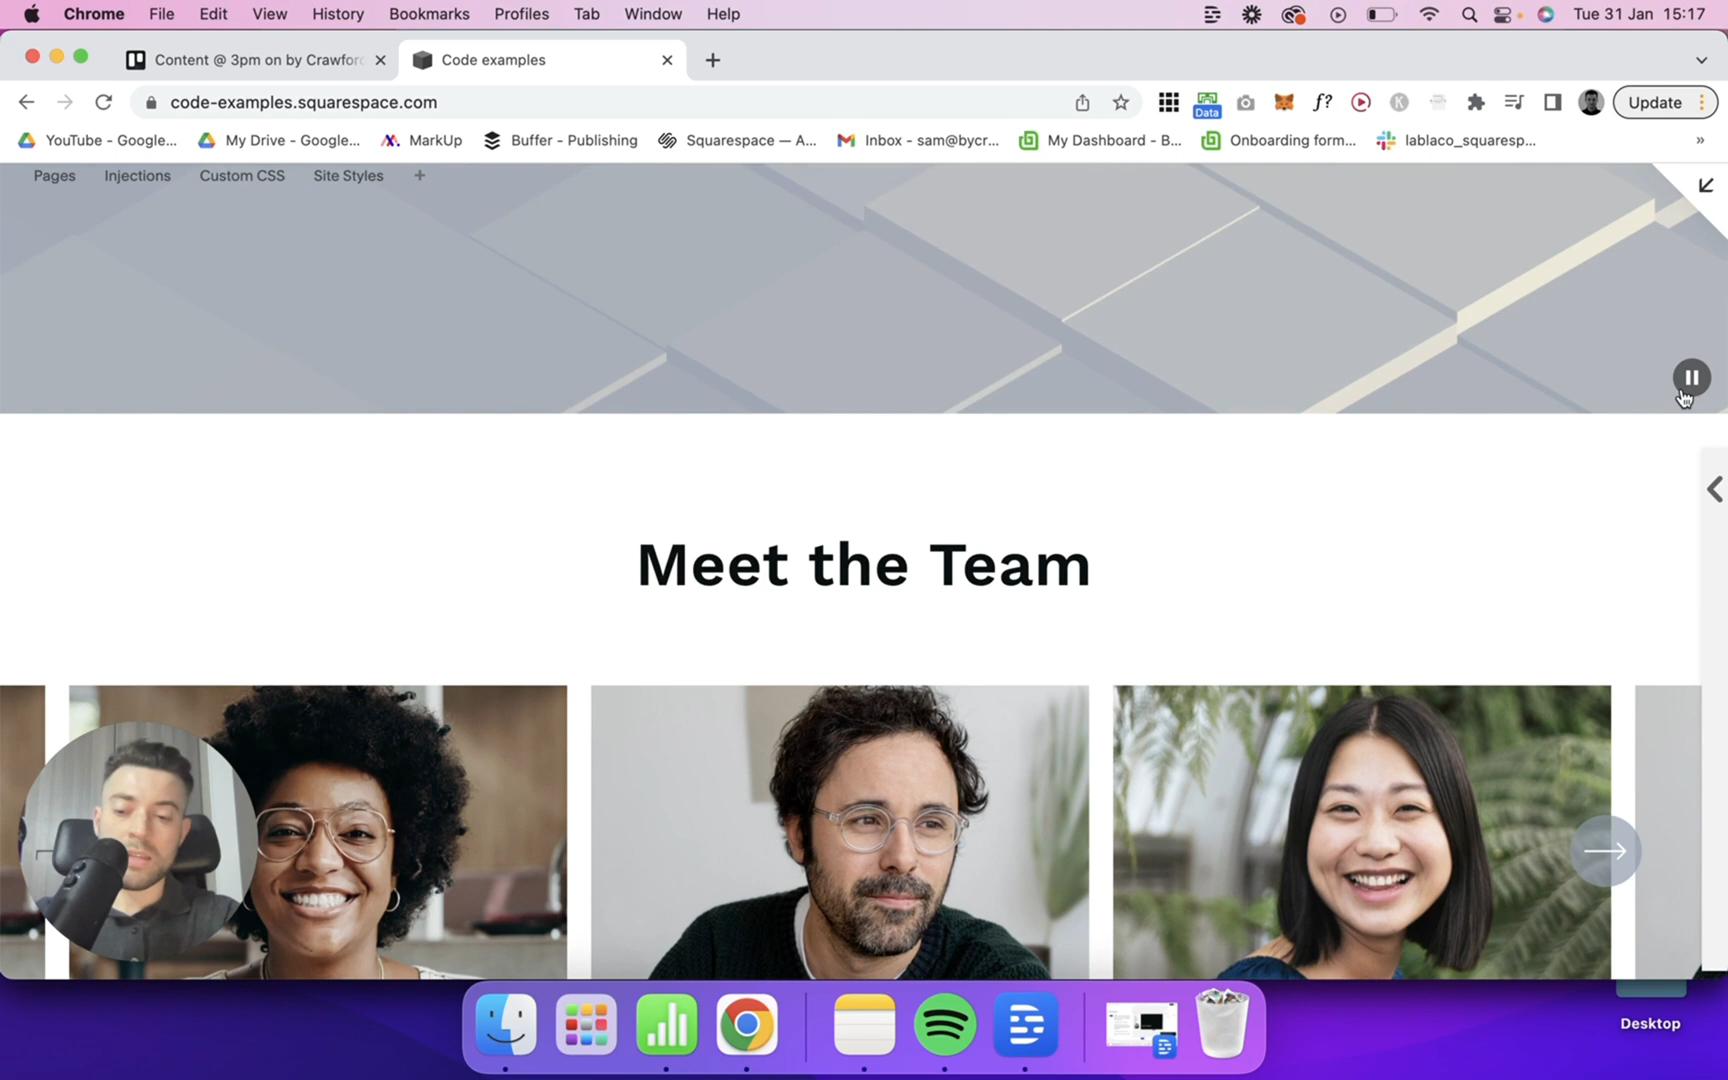 Chrome File Edit View History Bookmarks Profiles Tab Window Help Tue 31 Jan 15:17
Content @ 3pm on by Crawford Code examples
code-examples.squarespace.com f? Data K Update
YouTube - Google... My Drive - Google... MarkUp Buffer - Publishing Squarespace — A... Inbox - sam@bycr... My Dashboard - B... Onboarding form... lablaco_squaresp... »
Pages Injections Custom CSS Site Styles +
Meet the Team
Desktop